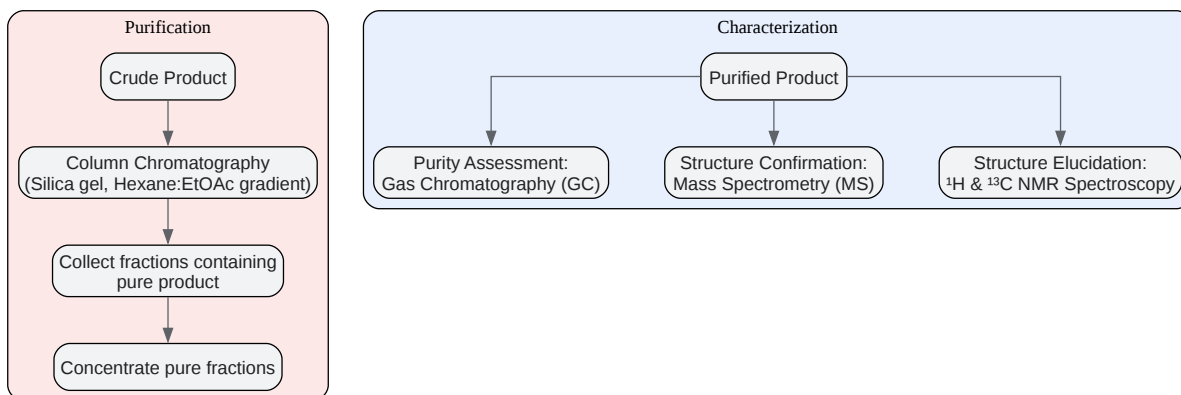 Purification
Crude Product
Column Chromatography
(Silica gel, Hexane:EtOAc gradient)
Collect fractions containing
pure product
Concentrate pure fractions
Characterization
Purified Product
Purity Assessment:
Gas Chromatography (GC)
Structure Confirmation:
Mass Spectrometry (MS)
Structure Elucidation:
¹H & ¹³C NMR Spectroscopy